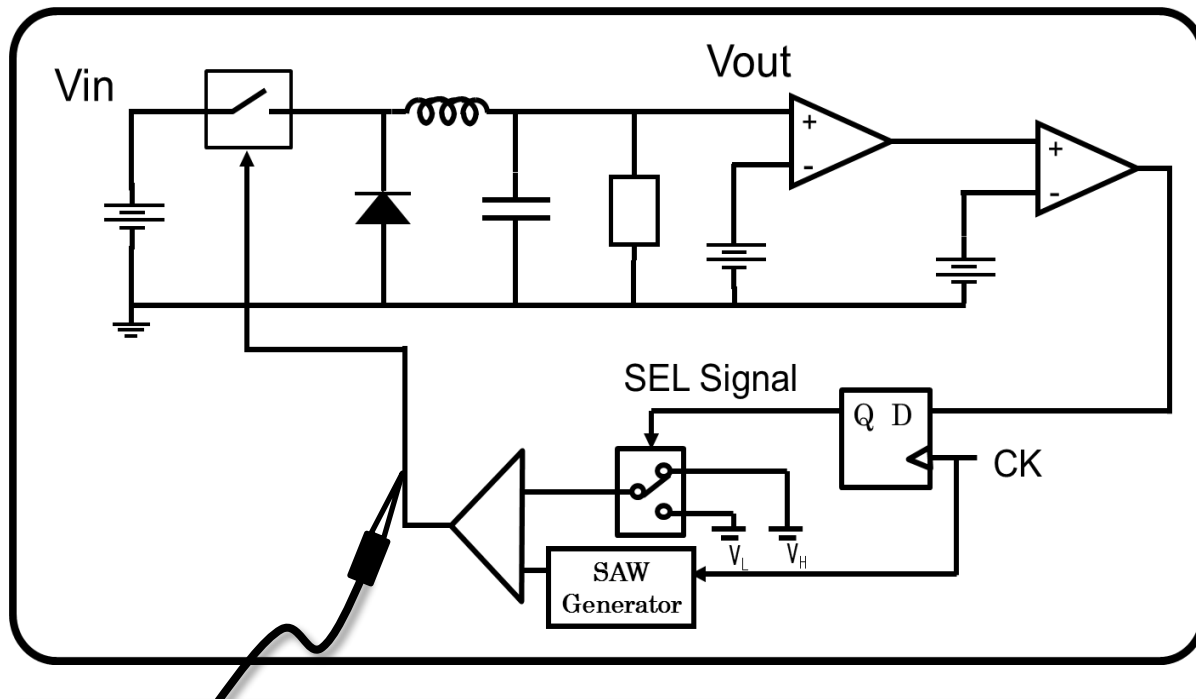 Vin
Vout
+
-
+
-
SEL Signal
Q D
CK
V_L
V_H
SAW
Generator